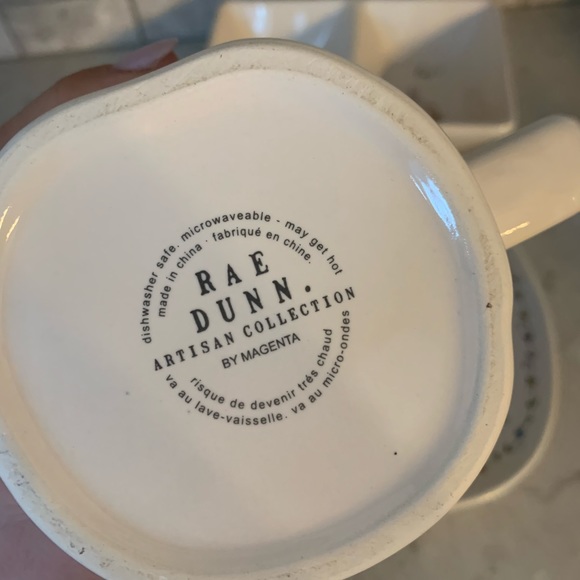 dishwasher safe. microwaveable - may get hot
made in china · fabriqué en chine.
RAE
DUNN.
ARTISAN COLLECTION
BY MAGENTA
risque de devenir trés chaud
va au lave-vaisselle. va au micro-ondes